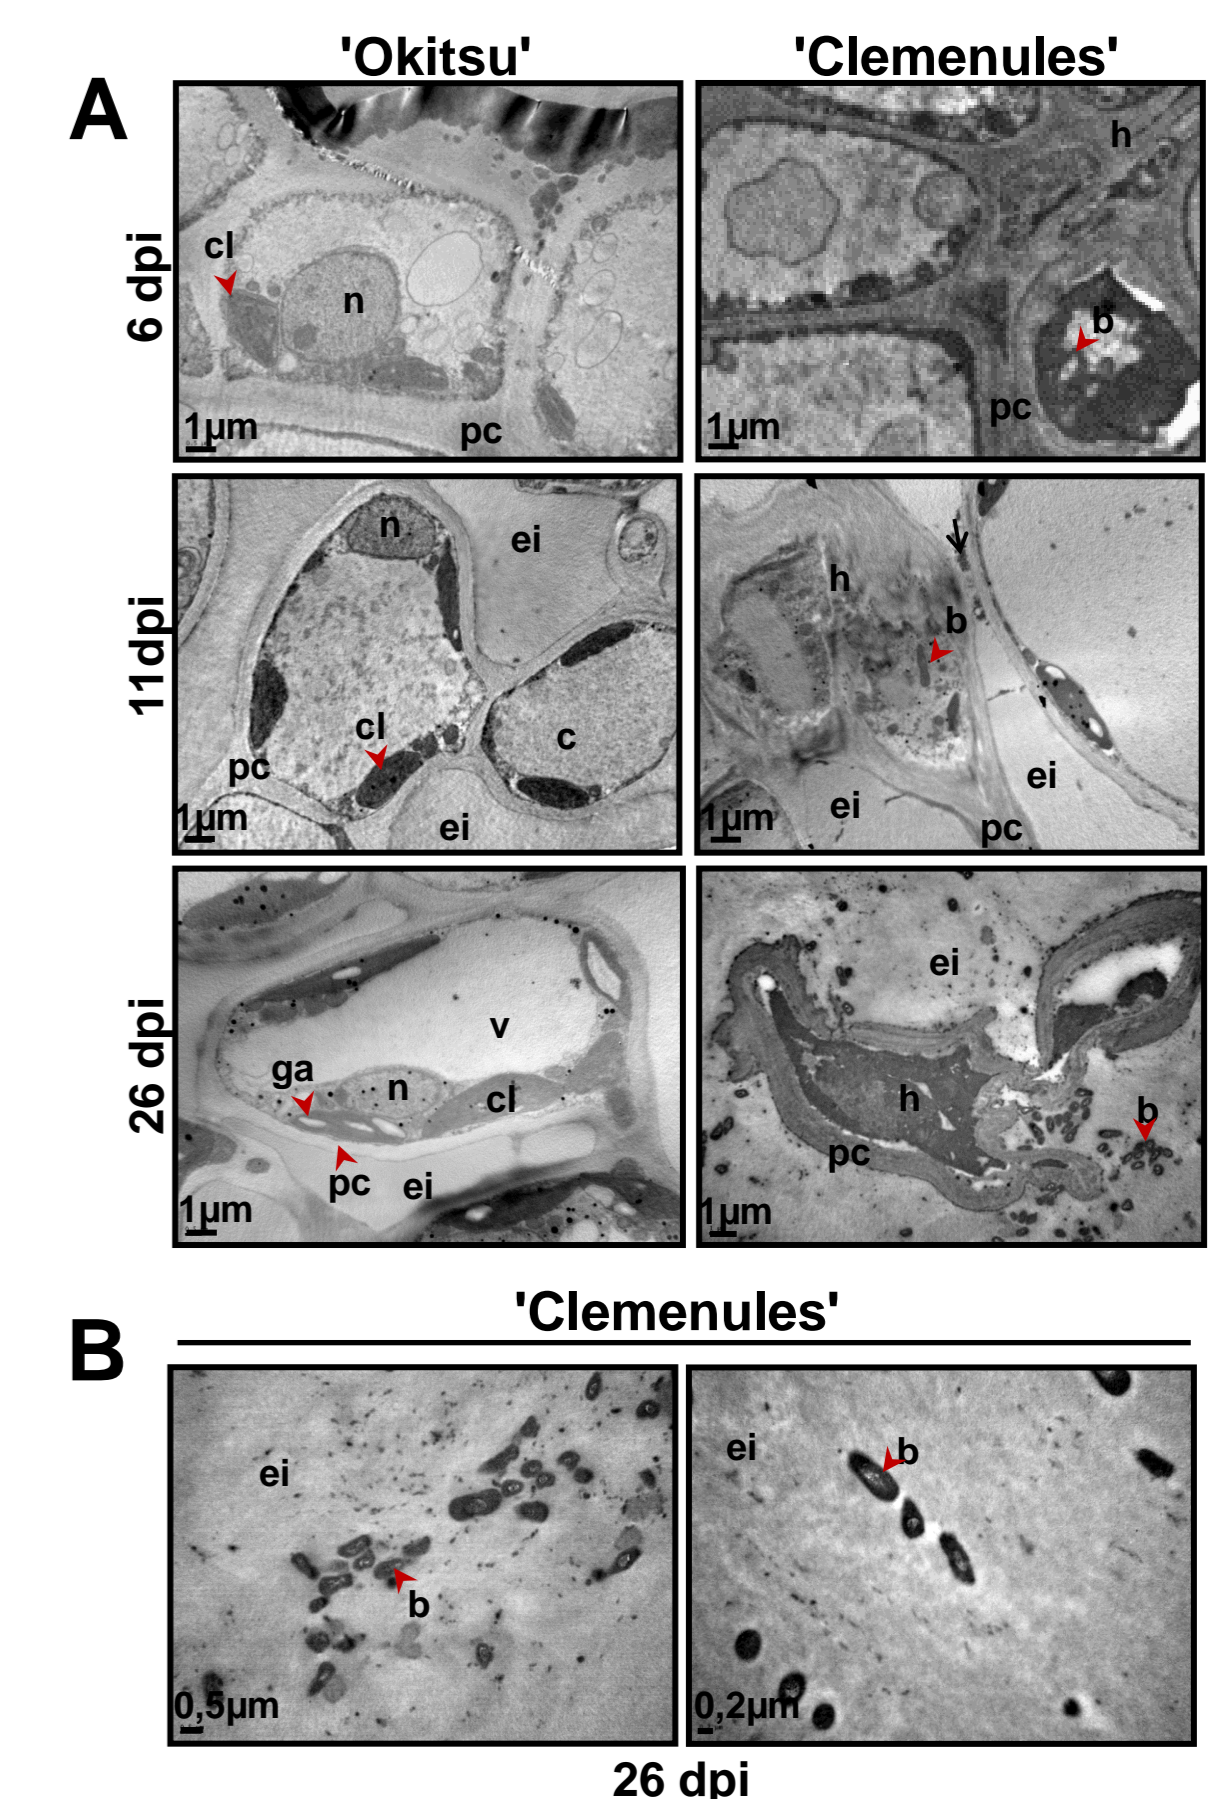 'Okitsu' 'Clemenules'
A
6 dpi
cl
n
pc
1µm
h
b
pc
1µm
11dpi
n
ei
cl
c
pc
ei
1µm
h
b
ei
ei
pc
1µm
26 dpi
v
ga
n
cl
pc
ei
1µm
ei
h
b
pc
1µm
'Clemenules'
B
ei
b
0,5µm
ei
b
0,2µm
26 dpi